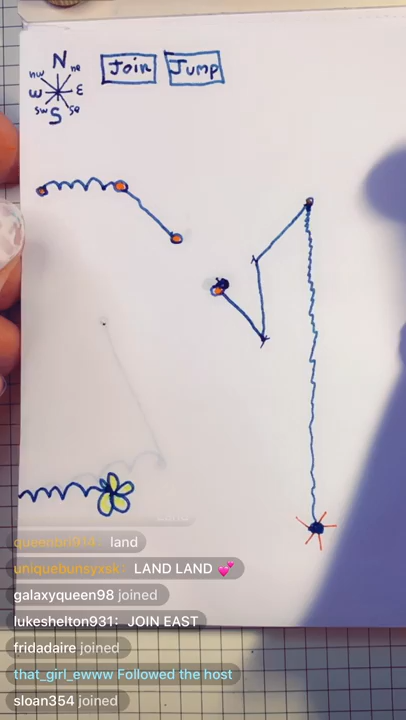 N
nw ne
W E
sw se
S
Join Jump
queenbri914: land
uniquebunsyxsk: LAND LAND 💕
galaxyqueen98 joined
lukeshelton931: JOIN EAST
fridadaire joined
that_girl_ewww Followed the host
sloan354 joined